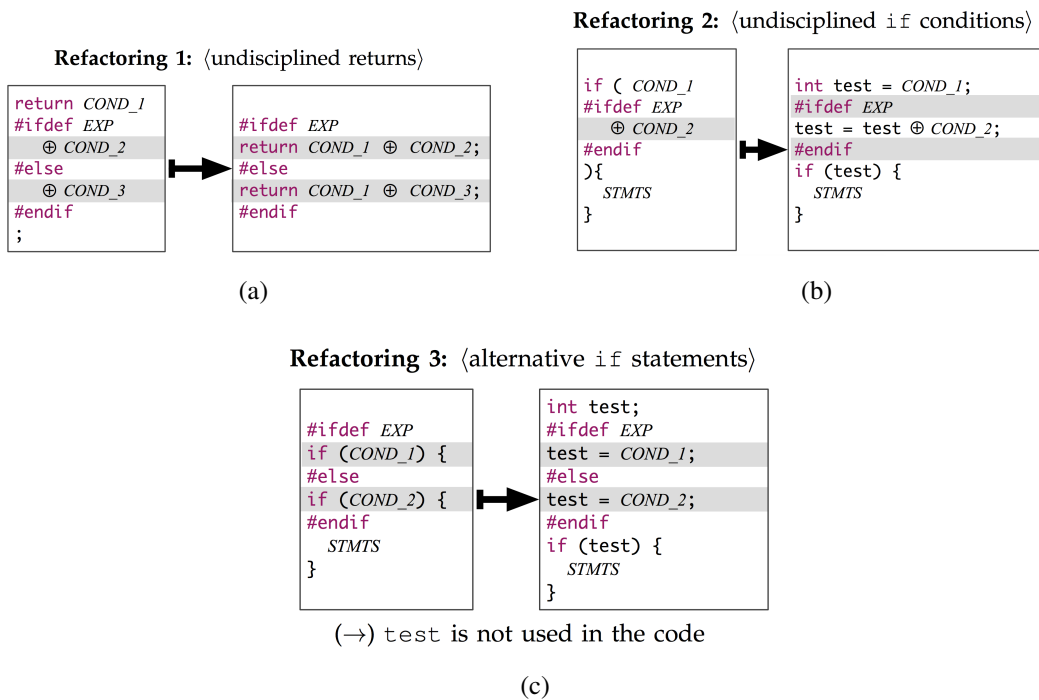 Refactoring 1: ⟨undisciplined returns⟩
return COND_1
#ifdef EXP
⊕ COND_2
#else
⊕ COND_3
#endif
;
#ifdef EXP
return COND_1 ⊕ COND_2;
#else
return COND_1 ⊕ COND_3;
#endif
(a)
Refactoring 2: ⟨undisciplined if conditions⟩
if ( COND_1
#ifdef EXP
⊕ COND_2
#endif
){
STMTS
}
int test = COND_1;
#ifdef EXP
test = test ⊕ COND_2;
#endif
if (test) {
STMTS
}
(b)
Refactoring 3: ⟨alternative if statements⟩
#ifdef EXP
if (COND_1) {
#else
if (COND_2) {
#endif
STMTS
}
int test;
#ifdef EXP
test = COND_1;
#else
test = COND_2;
#endif
if (test) {
STMTS
}
(→) test is not used in the code
(c)